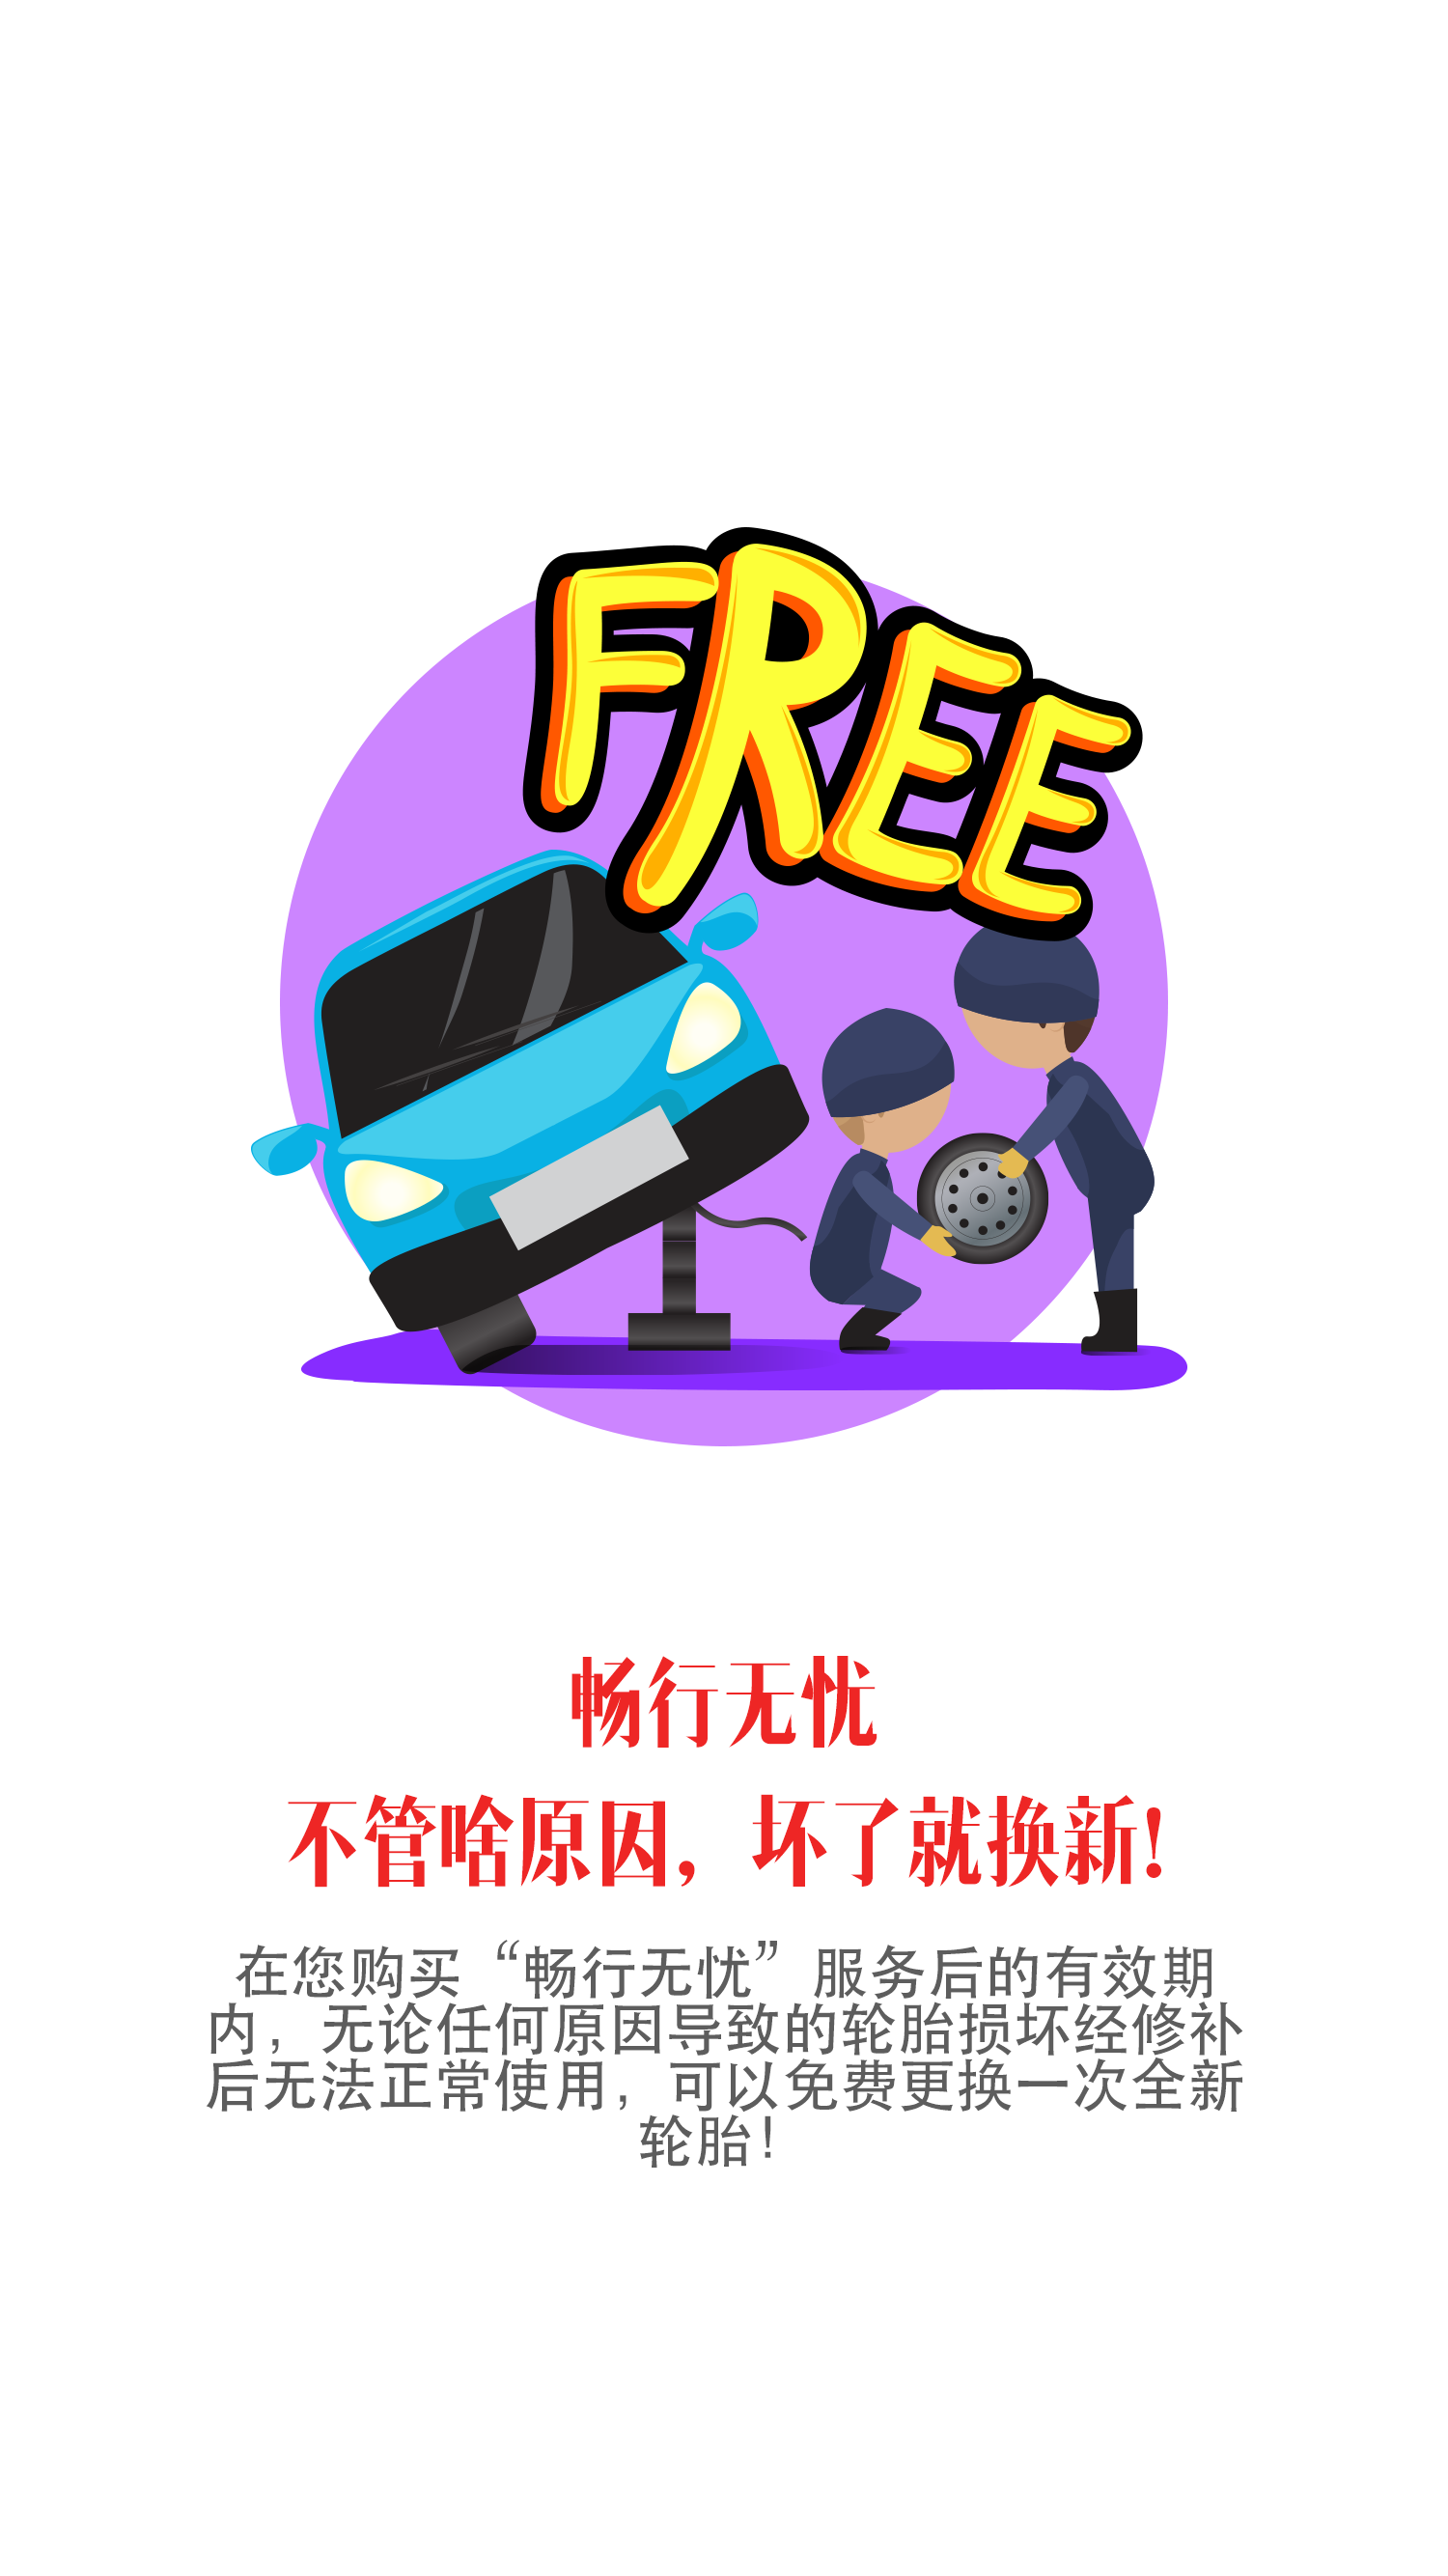 FREE
畅行无忧
不管啥原因，坏了就换新！
在您购买“畅行无忧”服务后的有效期
内，无论任何原因导致的轮胎损坏经修补
后无法正常使用，可以免费更换一次全新
轮胎！